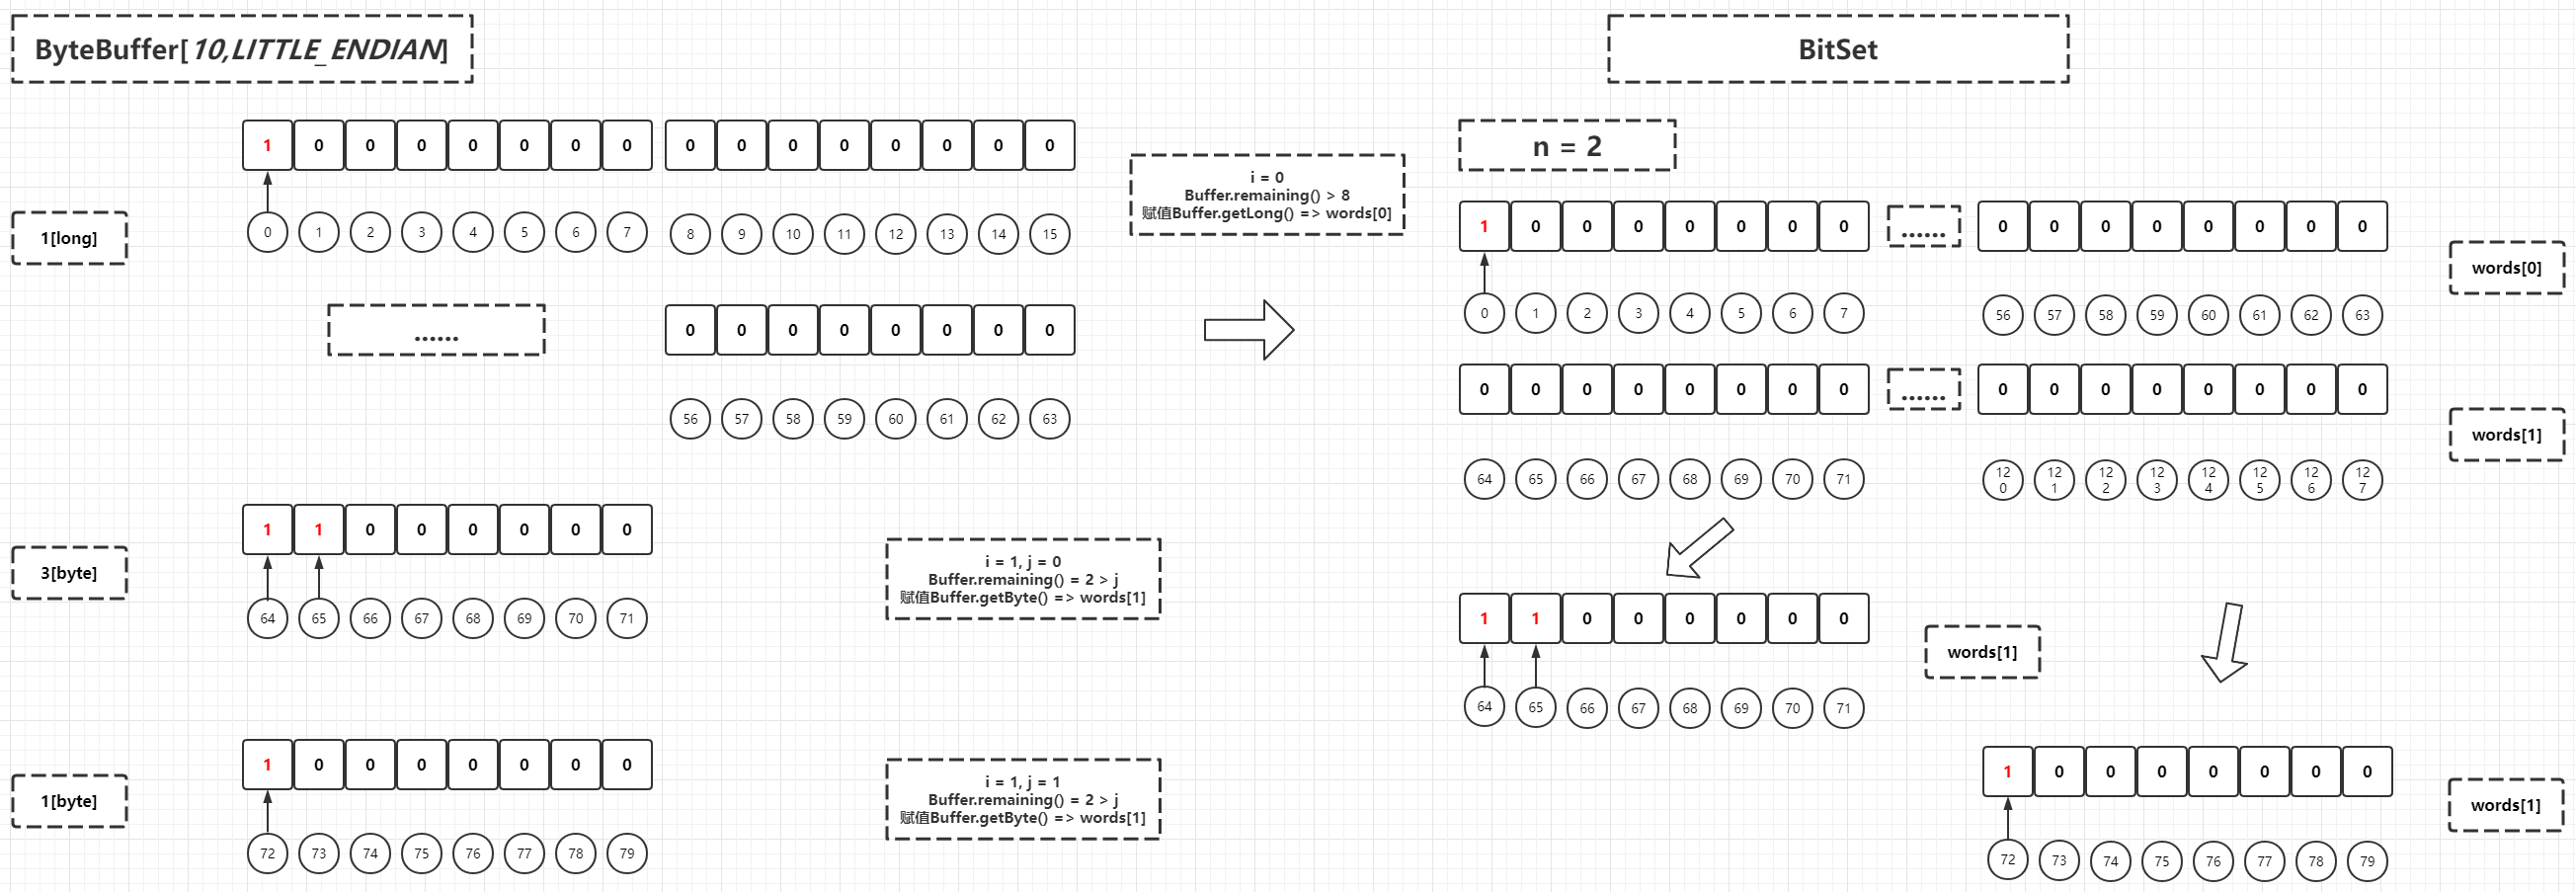 ByteBuffer[10,LITTLE_ENDIAN]
BitSet
1 0 0 0 0 0 0 0 0 0 0 0 0 0 0 0
1[long]
0 1 2 3 4 5 6 7 8 9 10 11 12 13 14 15
......
0 0 0 0 0 0 0 0
56 57 58 59 60 61 62 63
3[byte]
1 1 0 0 0 0 0 0
64 65 66 67 68 69 70 71
1[byte]
1 0 0 0 0 0 0 0
72 73 74 75 76 77 78 79
i = 0
Buffer.remaining() > 8
赋值Buffer.getLong() => words[0]
i = 1, j = 0
Buffer.remaining() = 2 > j
赋值Buffer.getByte() => words[1]
i = 1, j = 1
Buffer.remaining() = 2 > j
赋值Buffer.getByte() => words[1]
n = 2
1 0 0 0 0 0 0 0 ...... 0 0 0 0 0 0 0 0
words[0]
0 1 2 3 4 5 6 7 56 57 58 59 60 61 62 63
0 0 0 0 0 0 0 0 ...... 0 0 0 0 0 0 0 0
words[1]
64 65 66 67 68 69 70 71 120 121 122 123 124 125 126 127
1 1 0 0 0 0 0 0
words[1]
64 65 66 67 68 69 70 71
1 0 0 0 0 0 0 0
words[1]
72 73 74 75 76 77 78 79